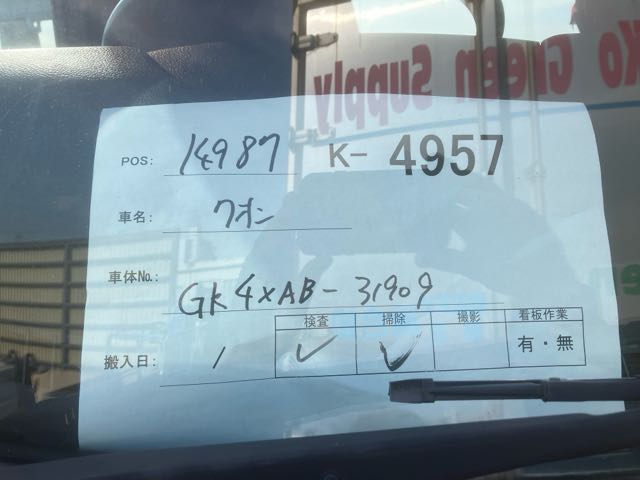 Ko Green Supply
POS: 14987 K- 4957
車名: クオン
車体No.: GK4XAB-31909
検査 掃除 撮影 看板作業
搬入日: / ✓ ✓ 有・無